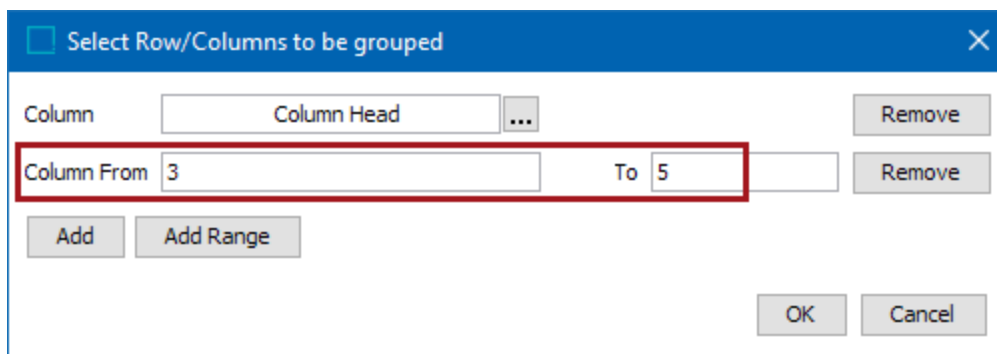 Select Row/Columns to be grouped
Column Column Head ... Remove
Column From 3 To 5 Remove
Add Add Range
OK Cancel